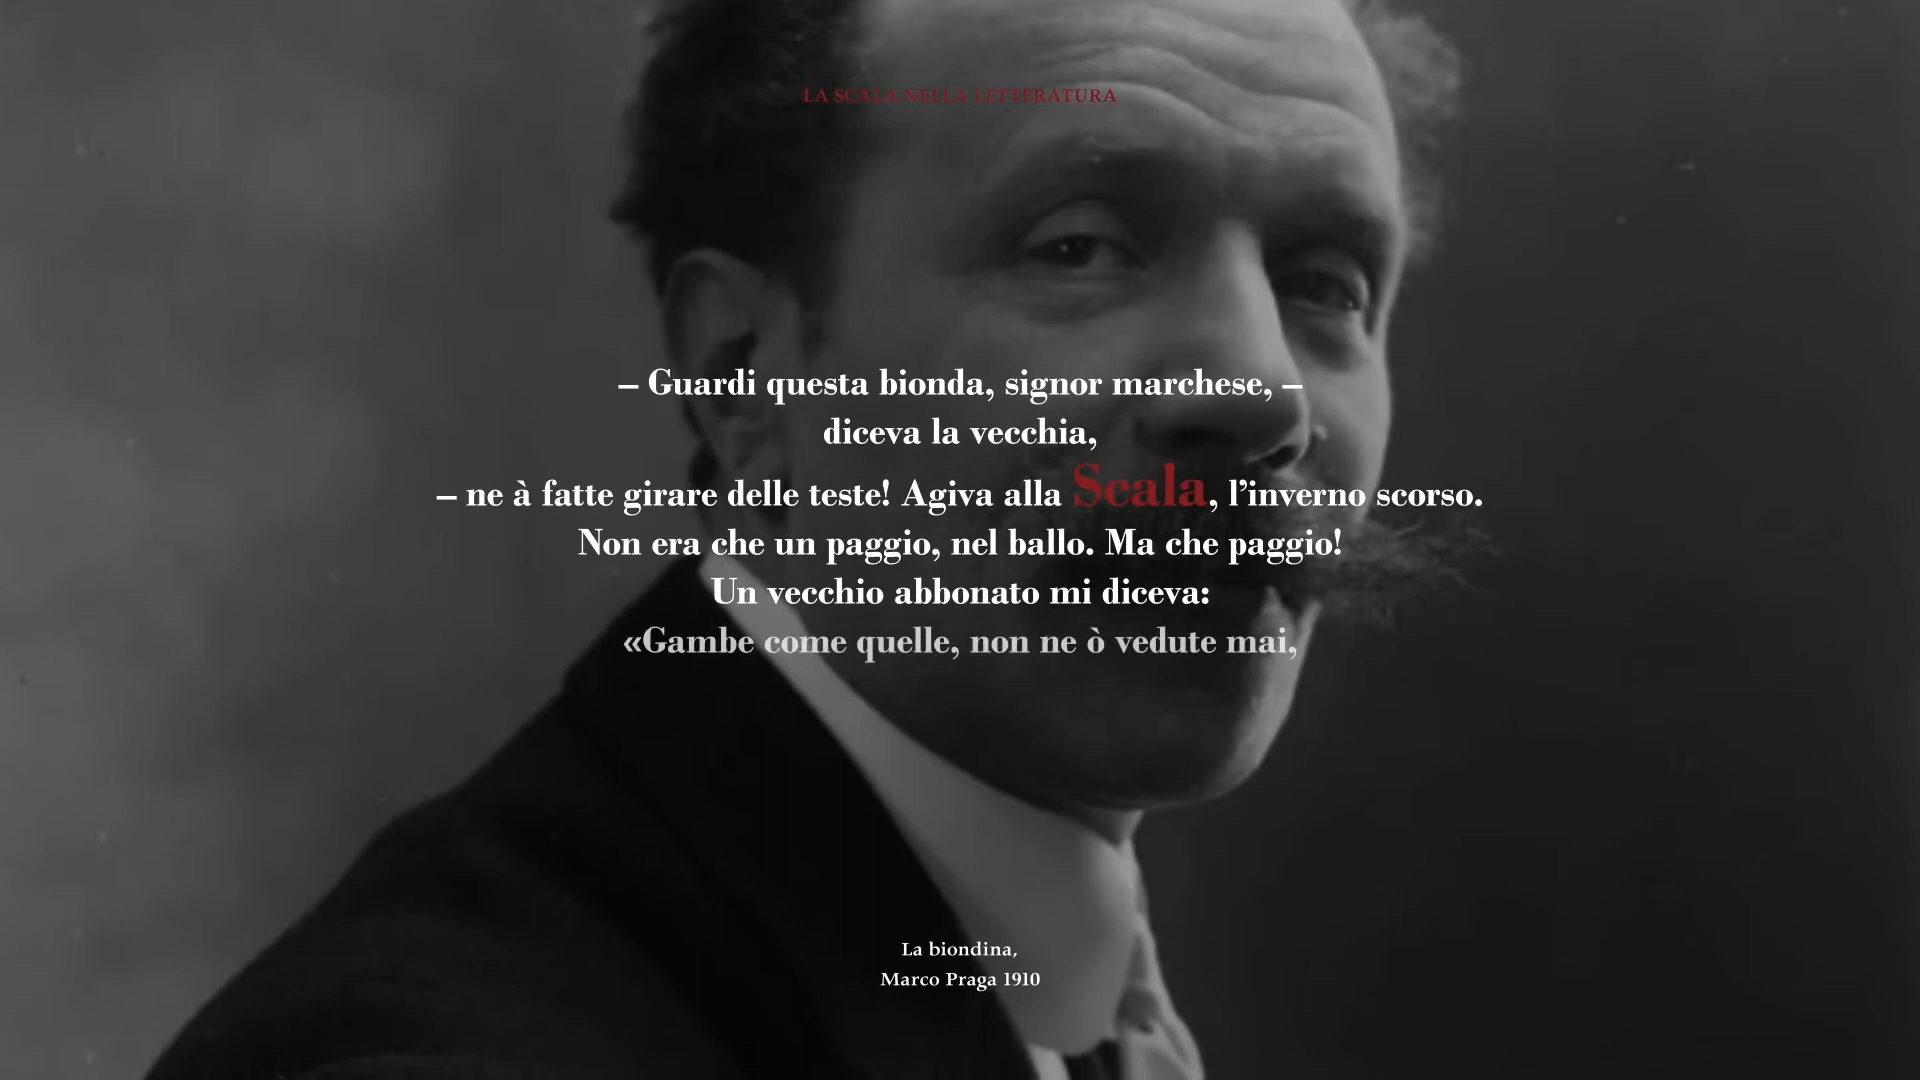 LA SCALA NELLA LETTERATURA
– Guardi questa bionda, signor marchese, –
diceva la vecchia,
– ne à fatte girare delle teste! Agiva alla Scala, l’inverno scorso.
Non era che un paggio, nel ballo. Ma che paggio!
Un vecchio abbonato mi diceva:
«Gambe come quelle, non ne ò vedute mai,
La biondina,
Marco Praga 1910